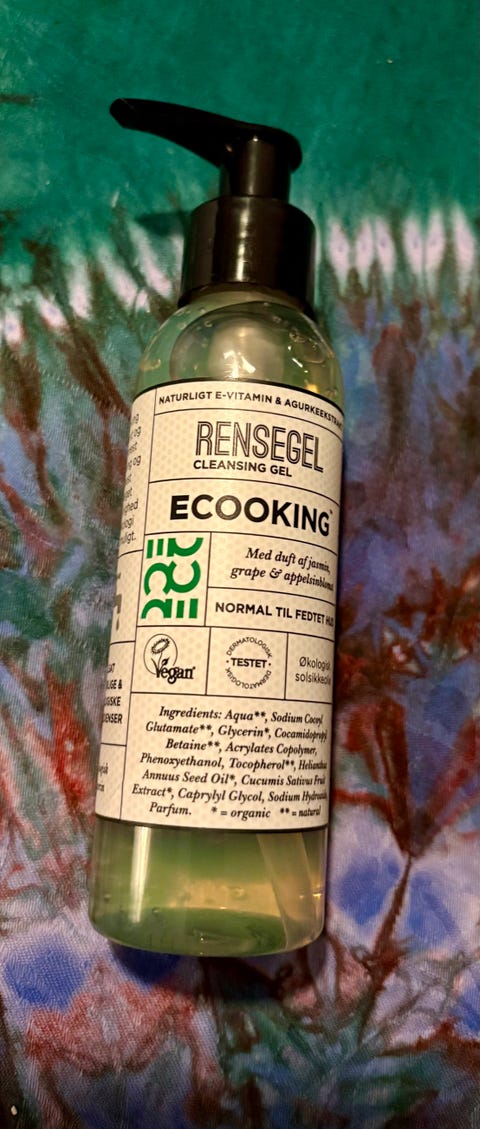 NATURLIGT E-VITAMIN & AGURKEEKSTRAKT
RENSEGEL
CLEANSING GEL
ECOOKING
Med duft af jasmin,
grape & appelsinblomst
NORMAL TIL FEDTET HUD
Vegan
DERMATOLOGISK
TESTET
DERMATOLOGISK
Økologisk
solsikkeolie
Ingredients: Aqua**, Sodium Cocoyl
Glutamate**, Glycerin*, Cocamidopropyl
Betaine**, Acrylates Copolymer,
Phenoxyethanol, Tocopherol**, Helianthus
Annuus Seed Oil*, Cucumis Sativus Fruit
Extract*, Caprylyl Glycol, Sodium Hydroxide,
Parfum. * = organic ** = natural